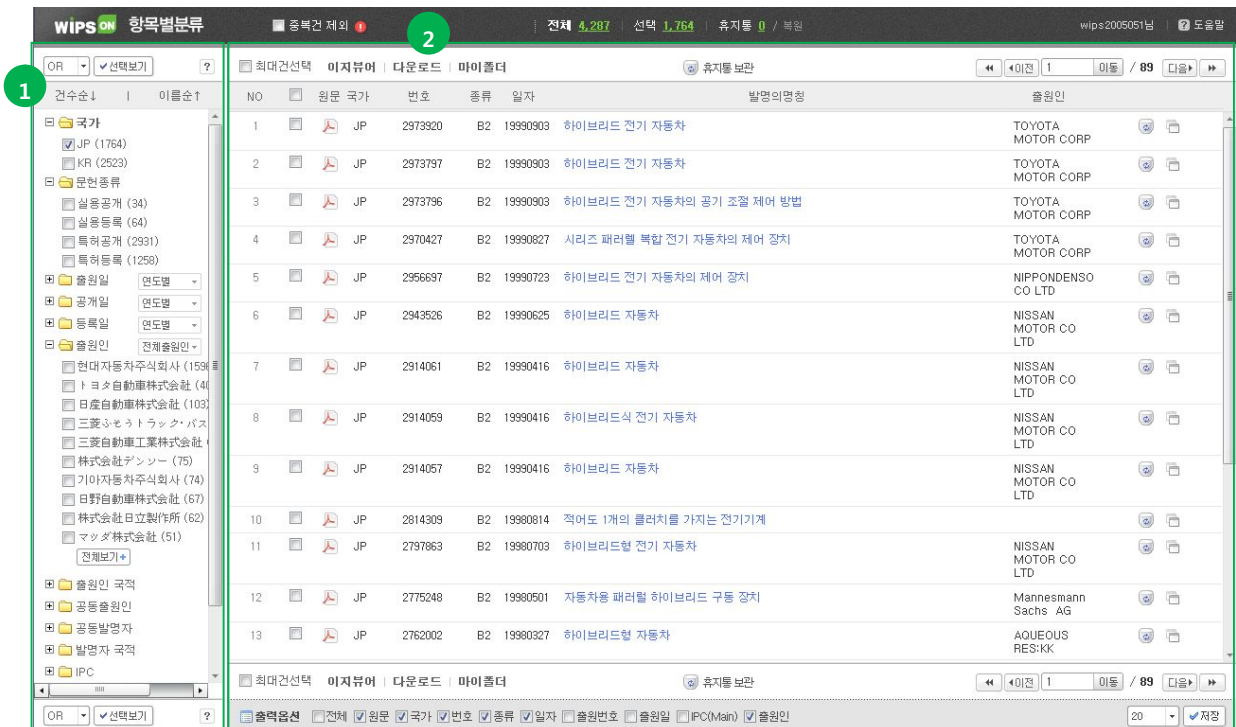 WIPS ON 항목별분류 중복건 제외 전체 4,287 | 선택 1,764 | 휴지통 0 / 복원 wips2005051님 도움말
1
2
OR 선택보기 ?
건수순↓ | 이름순↑
국가
JP (1764)
KR (2523)
문헌종류
실용공개 (34)
실용등록 (64)
특허공개 (2931)
특허등록 (1258)
출원일 연도별
공개일 연도별
등록일 연도별
출원인 전체출원인
현대자동차주식회사 (1596
トヨタ自動車株式会社 (40
日産自動車株式会社 (103)
三菱ふそうトラック・バス
三菱自動車工業株式会社 (
株式会社デンソー (75)
기아자동차주식회사 (74)
日野自動車株式会社 (67)
株式会社日立製作所 (62)
マツダ株式会社 (51)
전체보기+
출원인 국적
공동출원인
공동발명자
발명자 국적
IPC
OR 선택보기 ?
최대건선택 이지뷰어 | 다운로드 | 마이폴더 휴지통 보관 이전 1 이동 / 89 다음
NO 원문 국가 번호 종류 일자 발명의명칭 출원인
1 JP 2973920 B2 19990903 하이브리드 전기 자동차 TOYOTA
MOTOR CORP
2 JP 2973797 B2 19990903 하이브리드 전기 자동차 TOYOTA
MOTOR CORP
3 JP 2973796 B2 19990903 하이브리드 전기 자동차의 공기 조절 제어 방법 TOYOTA
MOTOR CORP
4 JP 2970427 B2 19990827 시리즈 패러렐 복합 전기 자동차의 제어 장치 TOYOTA
MOTOR CORP
5 JP 2956697 B2 19990723 하이브리드 전기 자동차의 제어 장치 NIPPONDENSO
CO LTD
6 JP 2943526 B2 19990625 하이브리드 자동차 NISSAN
MOTOR CO
LTD
7 JP 2914061 B2 19990416 하이브리드 자동차 NISSAN
MOTOR CO
LTD
8 JP 2914059 B2 19990416 하이브리드식 전기 자동차 NISSAN
MOTOR CO
LTD
9 JP 2914057 B2 19990416 하이브리드 자동차 NISSAN
MOTOR CO
LTD
10 JP 2814309 B2 19980814 적어도 1개의 클러치를 가지는 전기기계
11 JP 2797863 B2 19980703 하이브리드형 전기 자동차 NISSAN
MOTOR CO
LTD
12 JP 2775248 B2 19980501 자동차용 패러럴 하이브리드 구동 장치 Mannesmann
Sachs AG
13 JP 2762002 B2 19980327 하이브리드형 자동차 AQUEOUS
RES:KK
최대건선택 이지뷰어 | 다운로드 | 마이폴더 휴지통 보관 이전 1 이동 / 89 다음
출력옵션 전체 원문 국가 번호 종류 일자 출원번호 출원일 IPC(Main) 출원인 20 저장